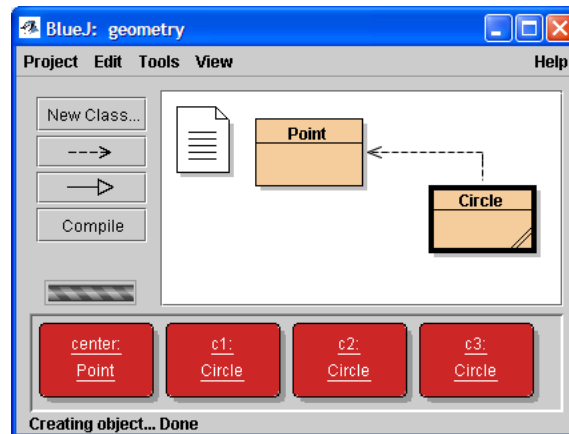 BlueJ: geometry
Project Edit Tools View Help
New Class...
Compile
Point
Circle
center:
Point
c1:
Circle
c2:
Circle
c3:
Circle
Creating object... Done